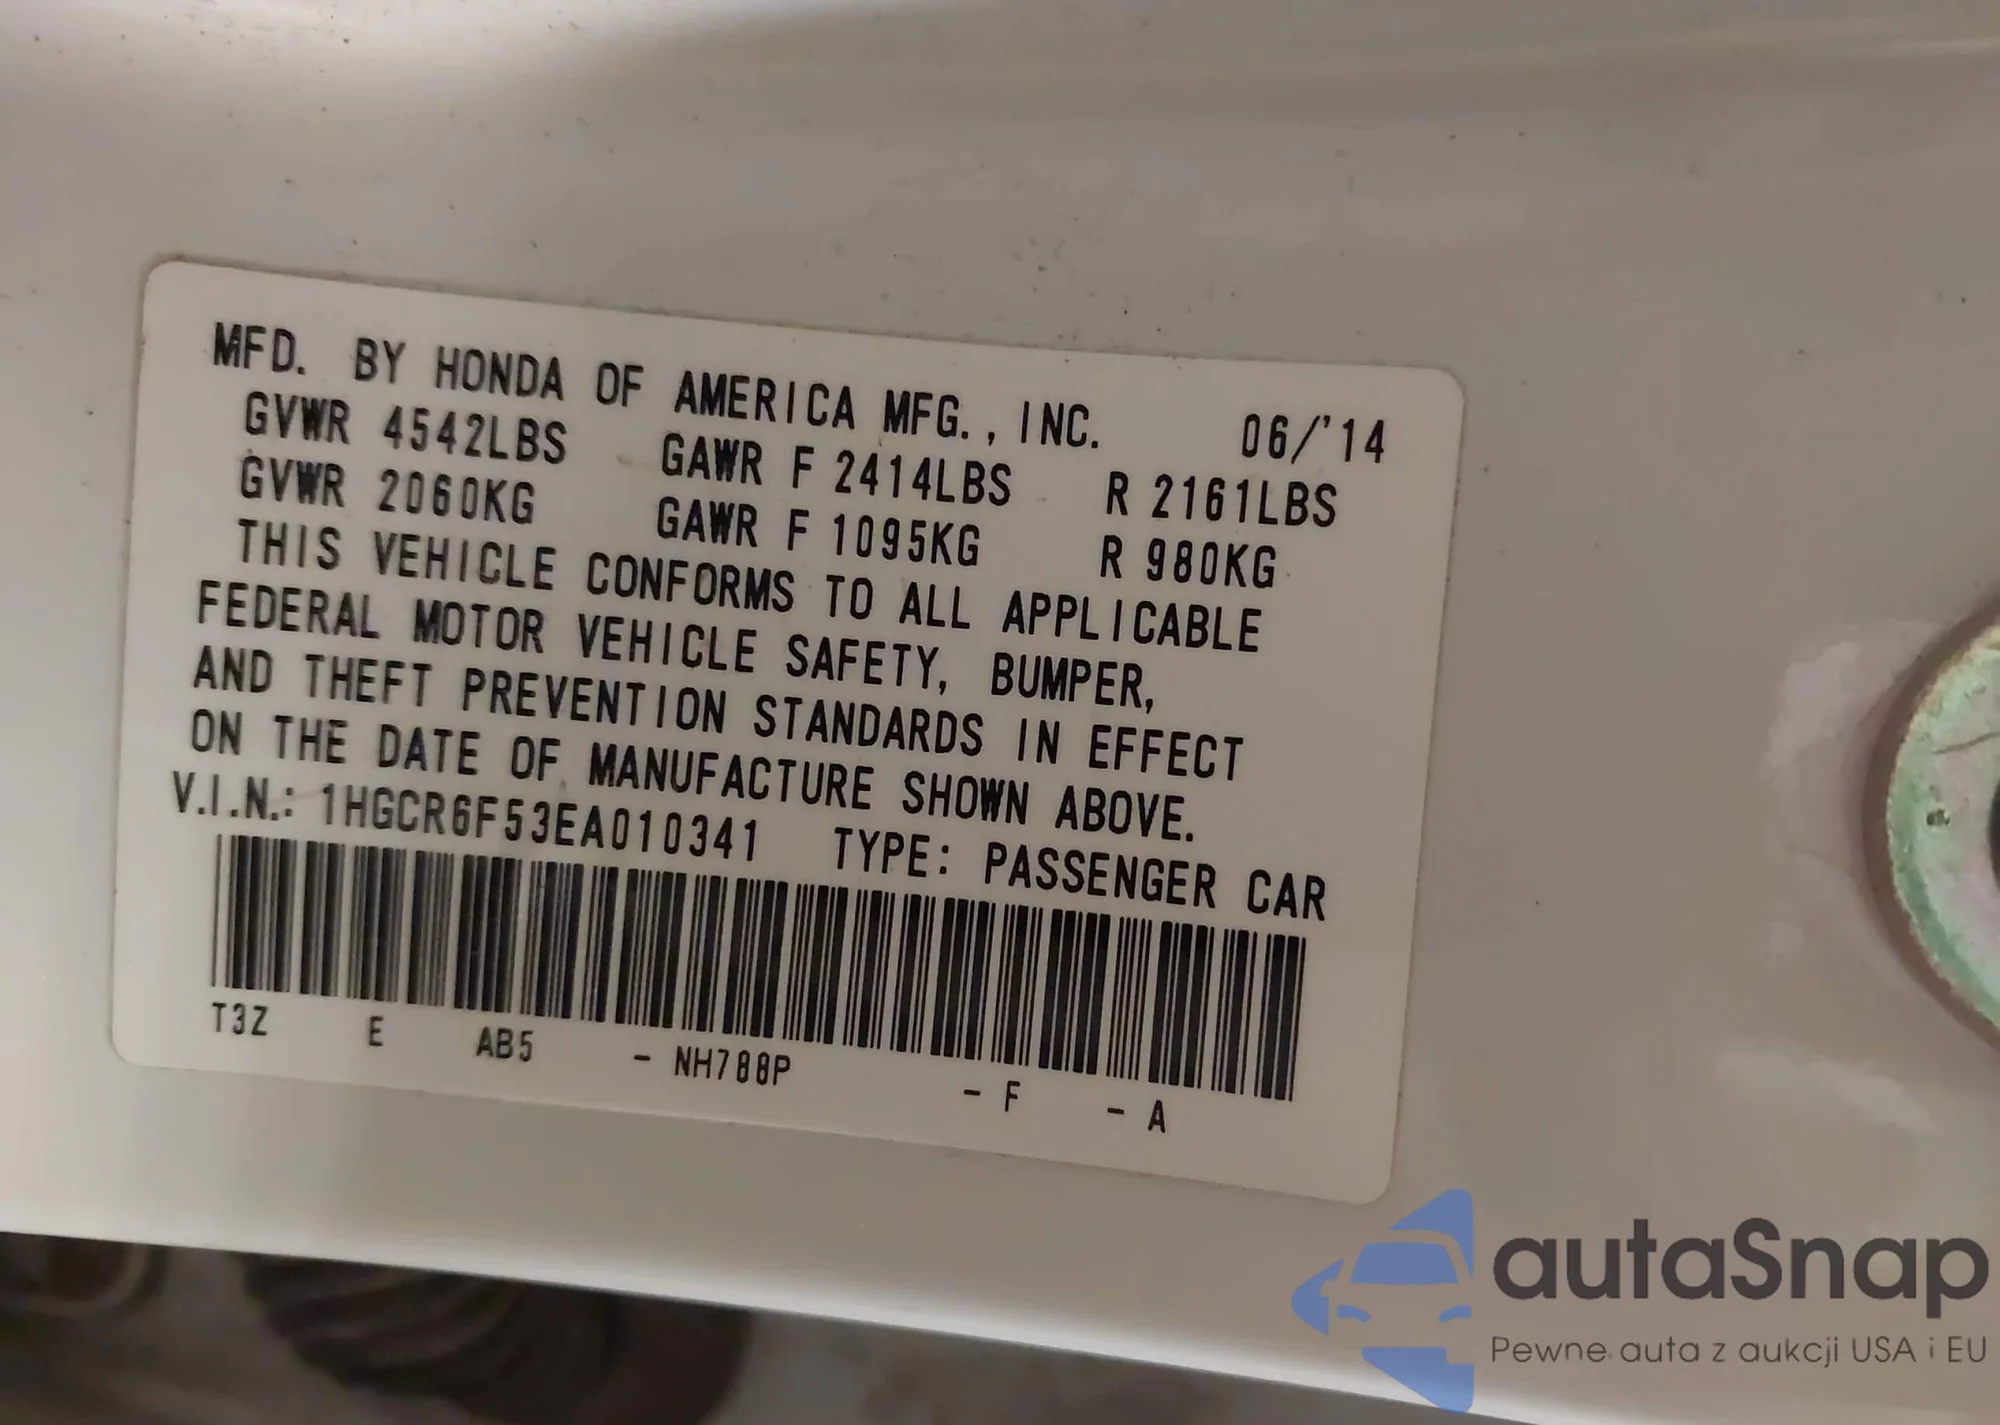 MFD. BY HONDA OF AMERICA MFG., INC. 06/'14
GVWR 4542LBS GAWR F 2414LBS R 2161LBS
GVWR 2060KG GAWR F 1095KG R 980KG
THIS VEHICLE CONFORMS TO ALL APPLICABLE
FEDERAL MOTOR VEHICLE SAFETY, BUMPER,
AND THEFT PREVENTION STANDARDS IN EFFECT
ON THE DATE OF MANUFACTURE SHOWN ABOVE.
V.I.N.: 1HGCR6F53EA010341 TYPE: PASSENGER CAR
T3Z E AB5 - NH788P - F - A
autaSnap
Pewne auta z aukcji USA i EU